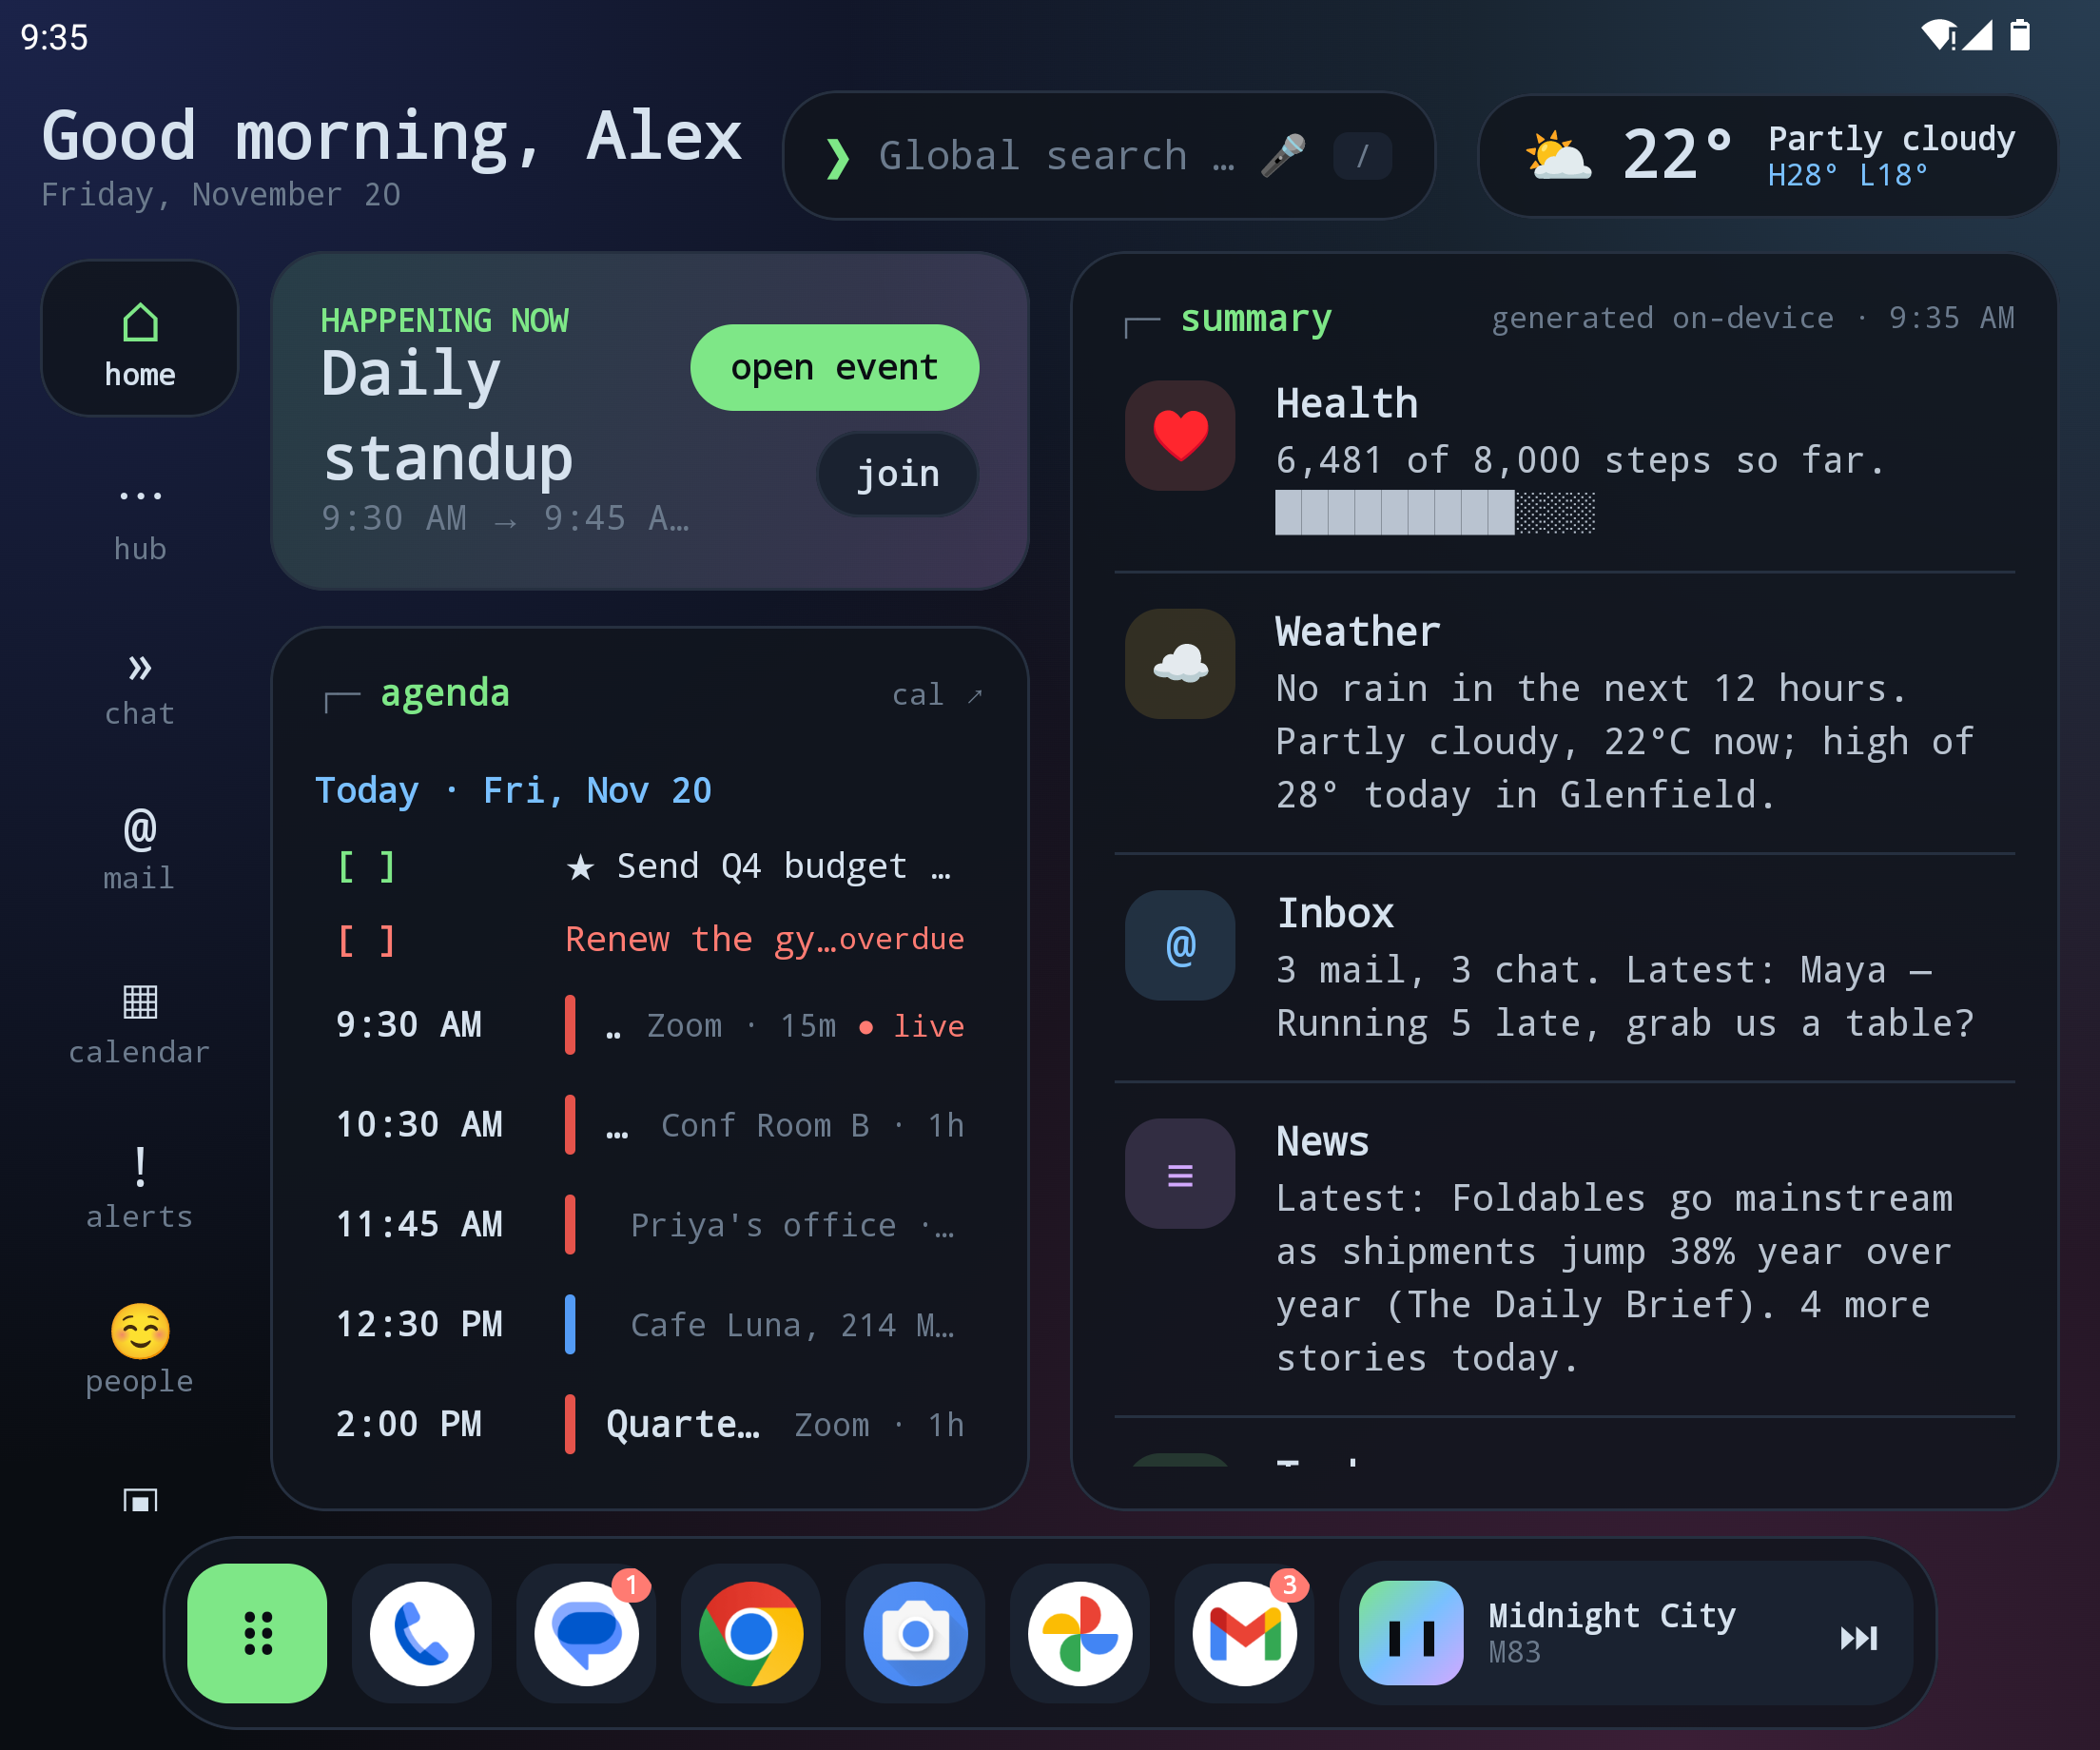 9:35
Good morning, Alex
Friday, November 20
❯ Global search … /
22° Partly cloudy
H28° L18°
home
hub
chat
@
mail
calendar
!
alerts
people
HAPPENING NOW
Daily
standup
9:30 AM → 9:45 A…
open event
join
agenda
cal ↗
Today · Fri, Nov 20
[ ] ★ Send Q4 budget …
[ ] Renew the gy… overdue
9:30 AM … Zoom · 15m ● live
10:30 AM … Conf Room B · 1h
11:45 AM Priya's office ·…
12:30 PM Cafe Luna, 214 M…
2:00 PM Quarte… Zoom · 1h
summary
generated on-device · 9:35 AM
Health
6,481 of 8,000 steps so far.
Weather
No rain in the next 12 hours.
Partly cloudy, 22°C now; high of
28° today in Glenfield.
@
Inbox
3 mail, 3 chat. Latest: Maya —
Running 5 late, grab us a table?
News
Latest: Foldables go mainstream
as shipments jump 38% year over
year (The Daily Brief). 4 more
stories today.
1
3
Midnight City
M83